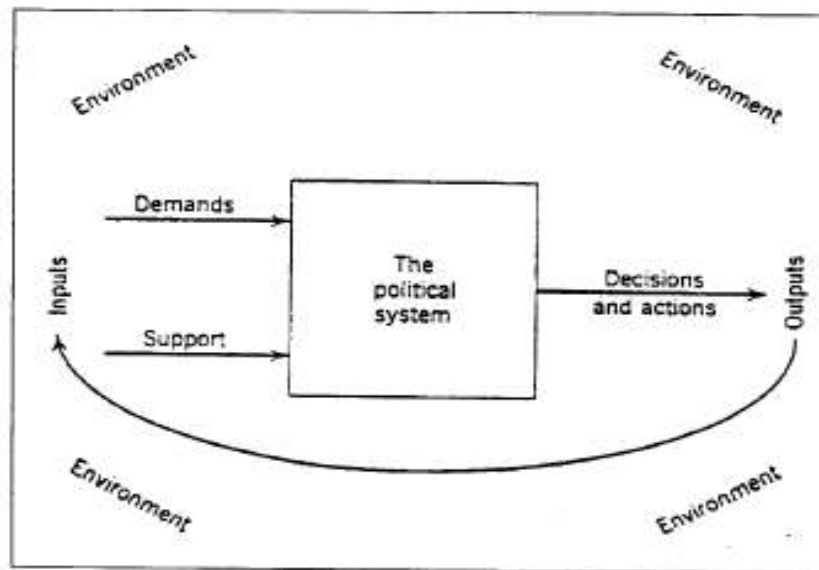 Environment
Environment
Demands
Inputs
Support
The
political
system
Decisions
and actions
Outputs
Environment
Environment